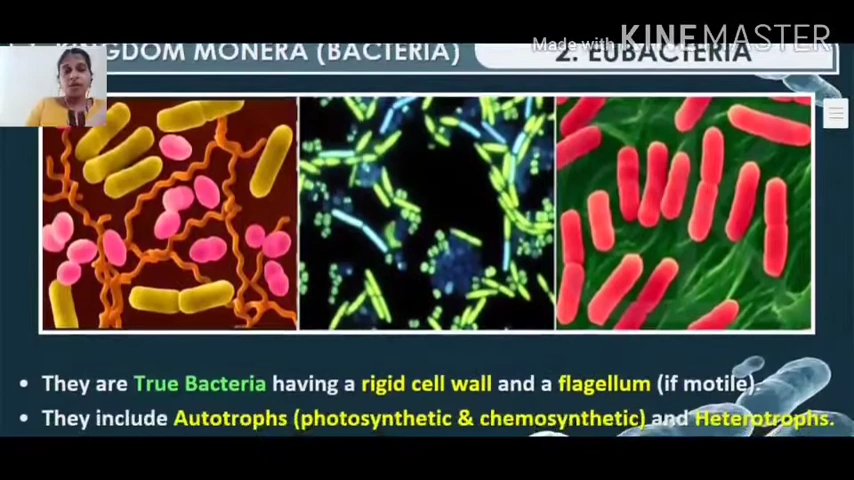 Made with KINEMASTER
KINGDOM MONERA (BACTERIA)
2. EUBACTERIA
• They are True Bacteria having a rigid cell wall and a flagellum (if motile).
• They include Autotrophs (photosynthetic & chemosynthetic) and Heterotrophs.